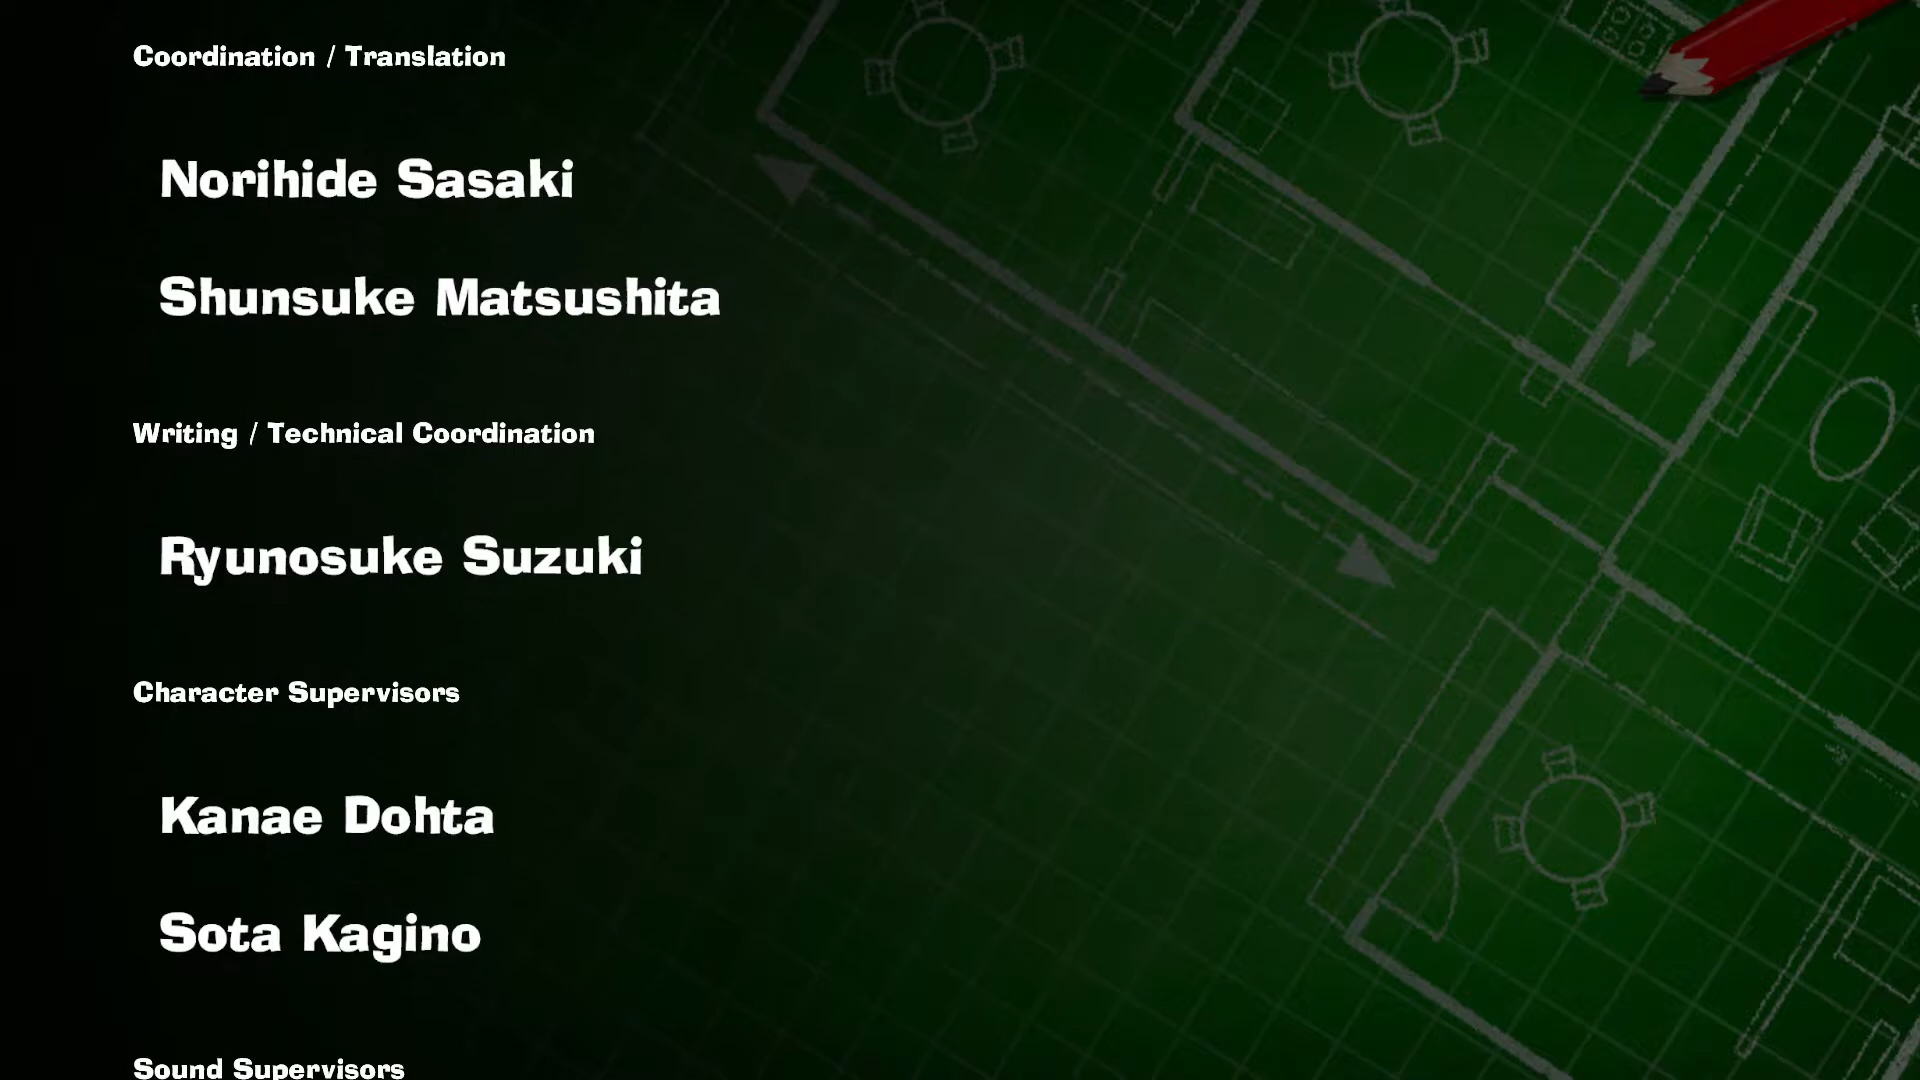 Coordination / Translation
Norihide Sasaki
Shunsuke Matsushita
Writing / Technical Coordination
Ryunosuke Suzuki
Character Supervisors
Kanae Dohta
Sota Kagino
Sound Supervisors